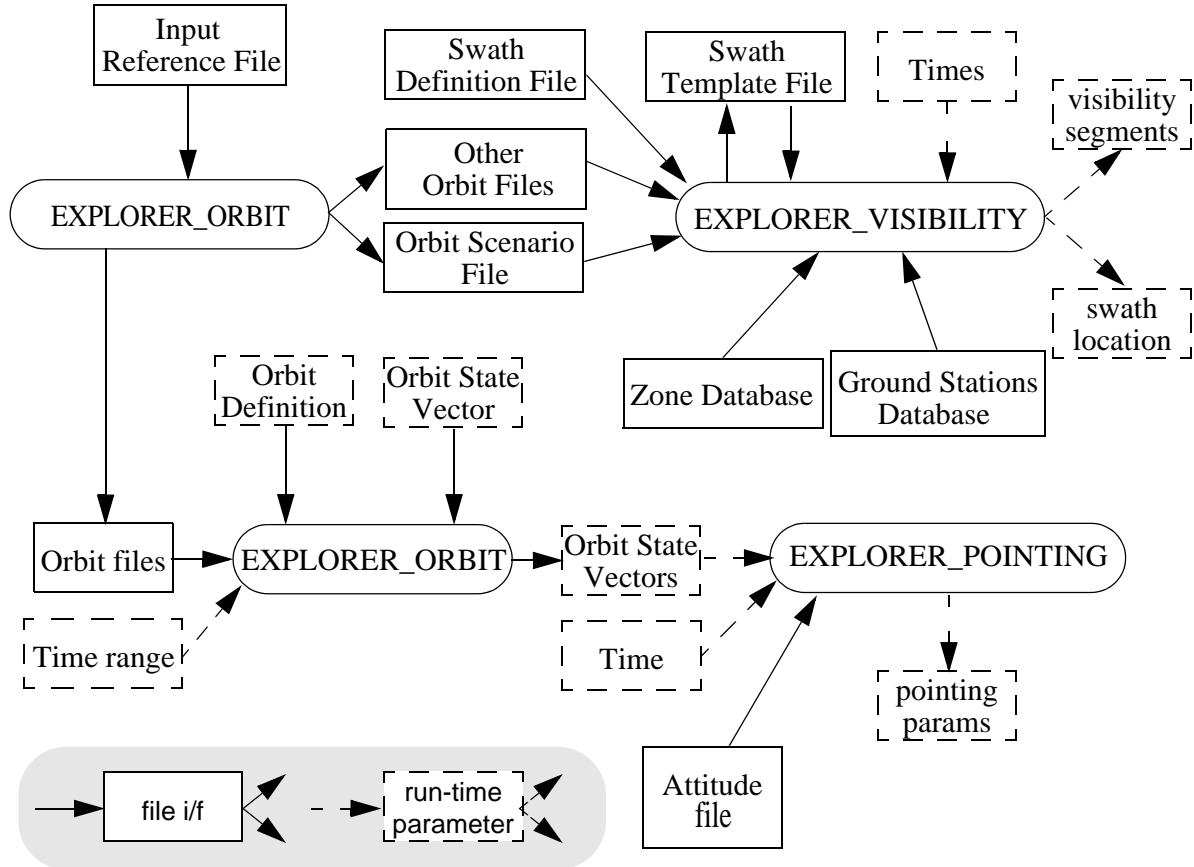 Input
Reference File
Swath
Definition File
Swath
Template File
Times
visibility
segments
Other
Orbit Files
EXPLORER_ORBIT
EXPLORER_VISIBILITY
Orbit Scenario
File
swath
location
Zone Database
Ground Stations
Database
Orbit
Definition
Orbit State
Vector
Orbit files
EXPLORER_ORBIT
Orbit State
Vectors
EXPLORER_POINTING
Time range
Time
pointing
params
Attitude
file
file i/f
run-time
parameter